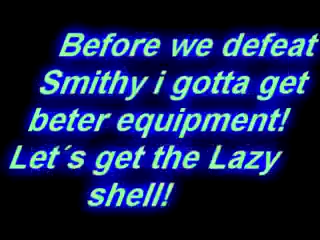 Before we defeat
Smithy i gotta get
beter equipment!
Let´s get the Lazy
shell!